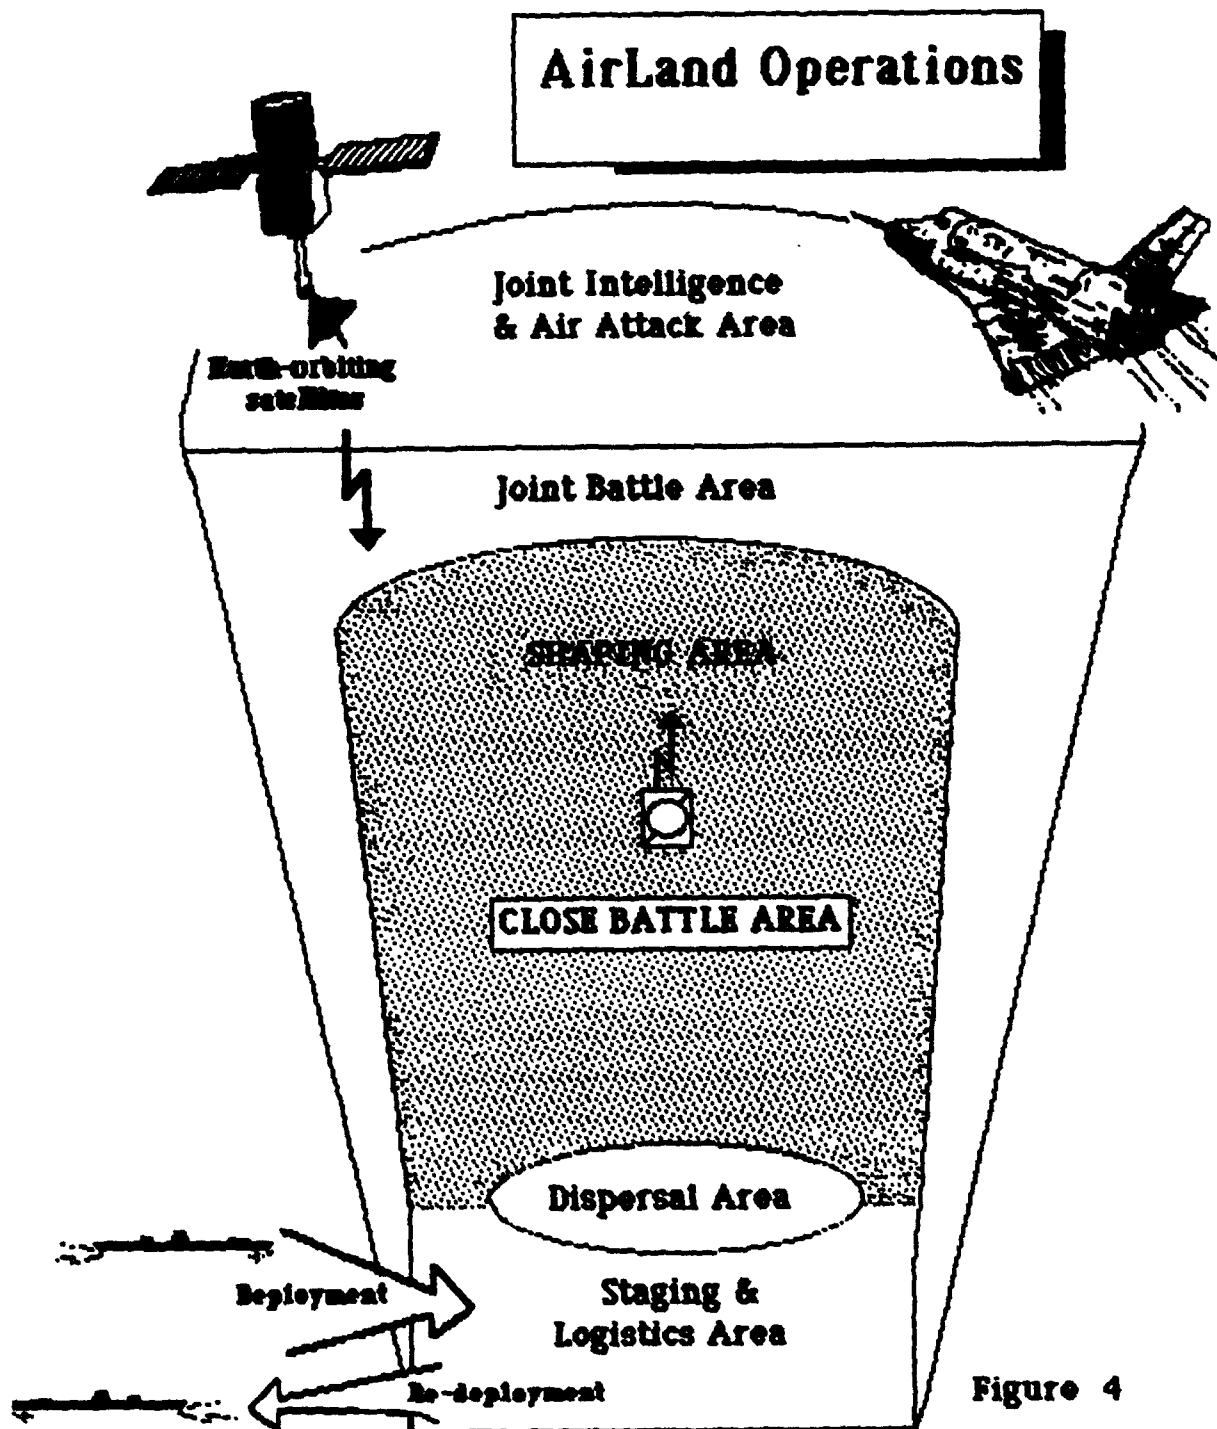 AirLand Operations
Joint Intelligence
& Air Attack Area
Earth-orbiting
satellites
Joint Battle Area
SHAPING AREA
CLOSE BATTLE AREA
Dispersal Area
Deployment
Staging &
Logistics Area
Re-deployment
Figure 4